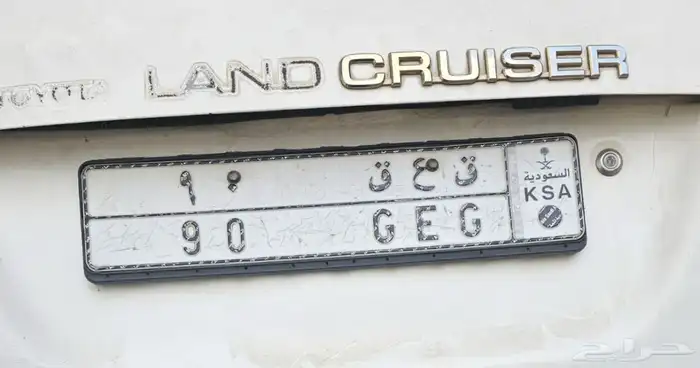 LAND CRUISER
٩٠ ق ع ق
90 GEG
السعودية
KSA
حراج